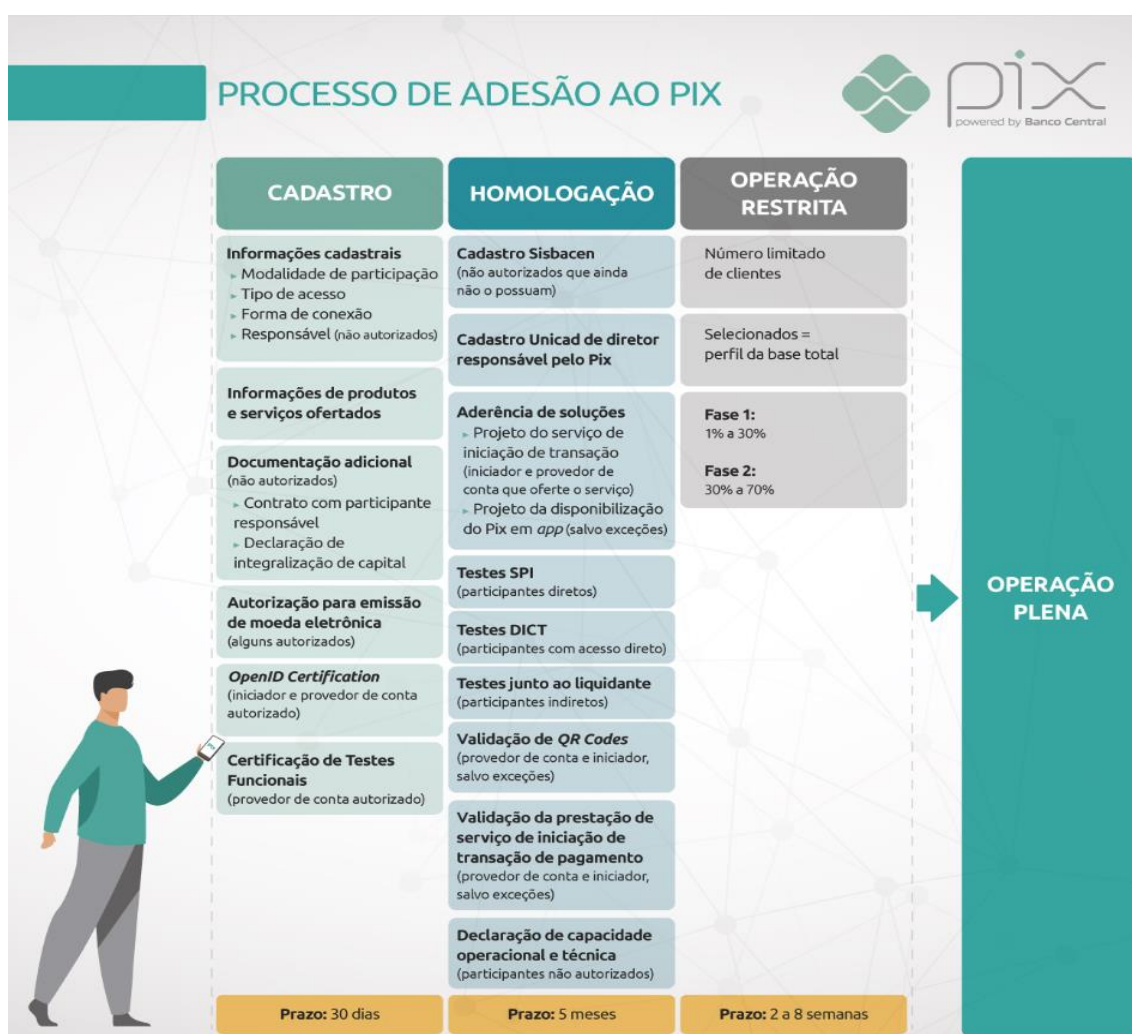 PROCESSO DE ADESÃO AO PIX
pix
powered by Banco Central
CADASTRO
Informações cadastrais
▸ Modalidade de participação
▸ Tipo de acesso
▸ Forma de conexão
▸ Responsável (não autorizados)
Informações de produtos
e serviços ofertados
Documentação adicional
(não autorizados)
▸ Contrato com participante
responsável
▸ Declaração de
integralização de capital
Autorização para emissão
de moeda eletrônica
(alguns autorizados)
OpenID Certification
(iniciador e provedor de conta
autorizado)
Certificação de Testes
Funcionais
(provedor de conta autorizado)
Prazo: 30 dias
HOMOLOGAÇÃO
Cadastro Sisbacen
(não autorizados que ainda
não o possuam)
Cadastro Unicad de diretor
responsável pelo Pix
Aderência de soluções
▸ Projeto do serviço de
iniciação de transação
(iniciador e provedor de
conta que oferte o serviço)
▸ Projeto da disponibilização
do Pix em app (salvo exceções)
Testes SPI
(participantes diretos)
Testes DICT
(participantes com acesso direto)
Testes junto ao liquidante
(participantes indiretos)
Validação de QR Codes
(provedor de conta e iniciador,
salvo exceções)
Validação da prestação de
serviço de iniciação de
transação de pagamento
(provedor de conta e iniciador,
salvo exceções)
Declaração de capacidade
operacional e técnica
(participantes não autorizados)
Prazo: 5 meses
OPERAÇÃO
RESTRITA
Número limitado
de clientes
Selecionados =
perfil da base total
Fase 1:
1% a 30%
Fase 2:
30% a 70%
Prazo: 2 a 8 semanas
OPERAÇÃO
PLENA
pix